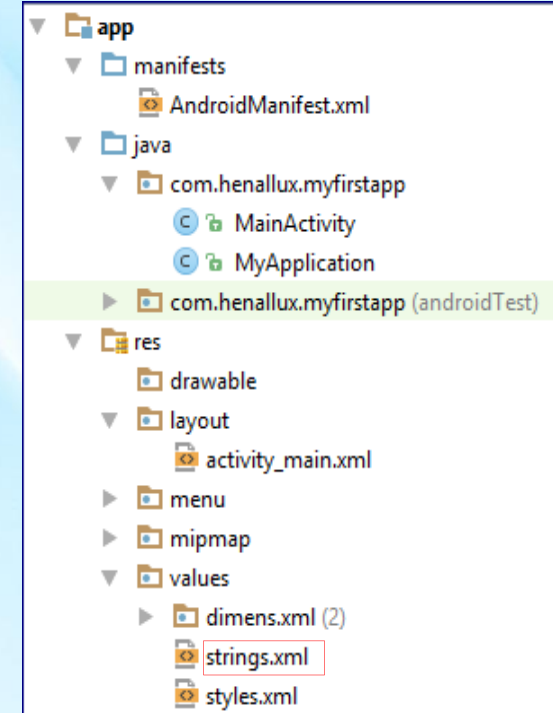 app
manifests
AndroidManifest.xml
java
com.henallux.myfirstapp
MainActivity
MyApplication
com.henallux.myfirstapp (androidTest)
res
drawable
layout
activity_main.xml
menu
mipmap
values
dimens.xml (2)
strings.xml
styles.xml